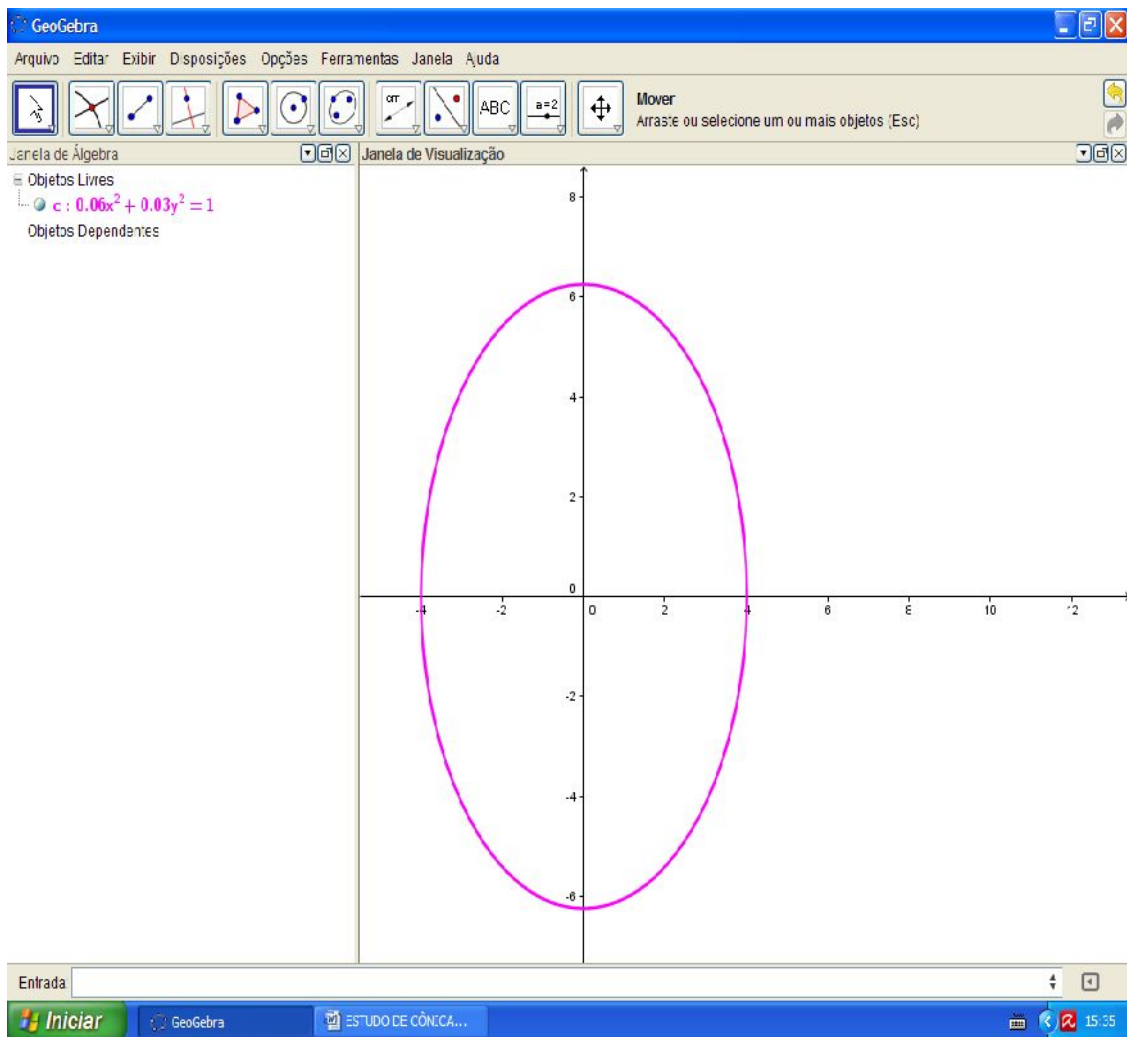 GeoGebra
Arquivo Editar Exibir Disposições Opções Ferramentas Janela Ajuda
ABC
a=2
Mover
Arraste ou selecione um ou mais objetos (Esc)
Janela de Álgebra
Janela de Visualização
Objetos Livres
c : 0.06x² + 0.03y² = 1
Objetos Dependentes
8
6
4
2
0
-4 -2 0 2 4 6 8 10 12
-2
-4
-6
Entrada:
Iniciar GeoGebra ESTUDO DE CÔNICA... 15:35